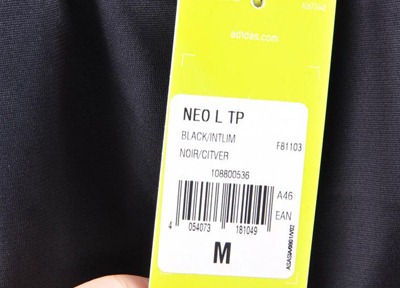 adidas.com
NEO L TP
BLACK/INTLIM F81103
NOIR/CITVER
108800536
A46
EAN
4 054073 181049
M